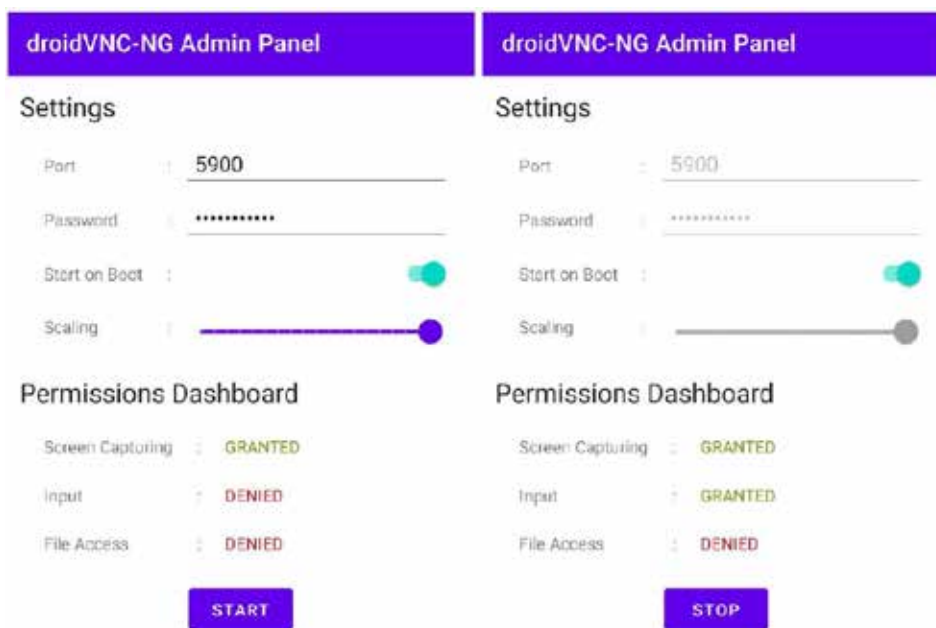 droidVNC-NG Admin Panel
Settings
Port : 5900
Password : •••••••••••
Start on Boot :
Scaling :
Permissions Dashboard
Screen Capturing : GRANTED
Input : DENIED
File Access : DENIED
START
droidVNC-NG Admin Panel
Settings
Port : 5900
Password : •••••••••••
Start on Boot :
Scaling :
Permissions Dashboard
Screen Capturing : GRANTED
Input : GRANTED
File Access : DENIED
STOP